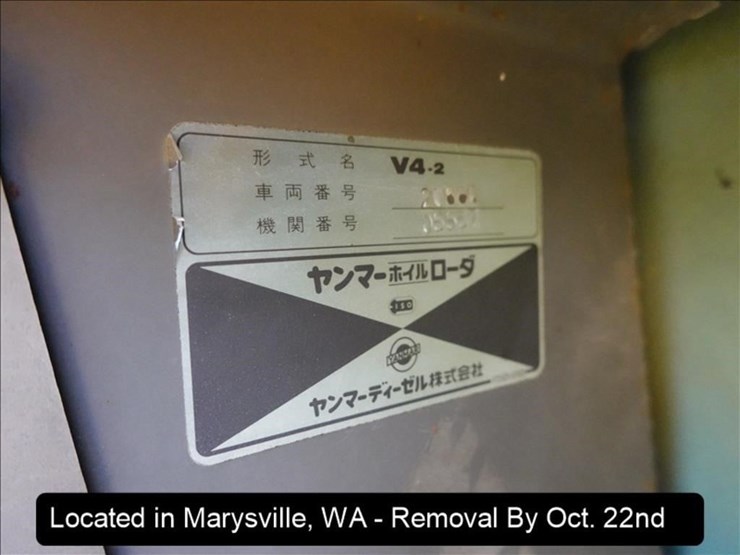 形式名 V4-2
車両番号
機関番号
ヤンマーホイルローダ
ヤンマーディーゼル株式会社
Located in Marysville, WA - Removal By Oct. 22nd